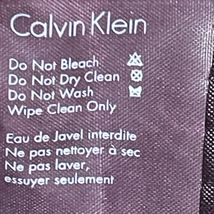 Calvin Klein
Do Not Bleach
Do Not Dry Clean
Do Not Wash
Wipe Clean Only
Eau de Javel interdite
Ne pas nettoyer à sec
Ne pas laver,
essuyer seulement